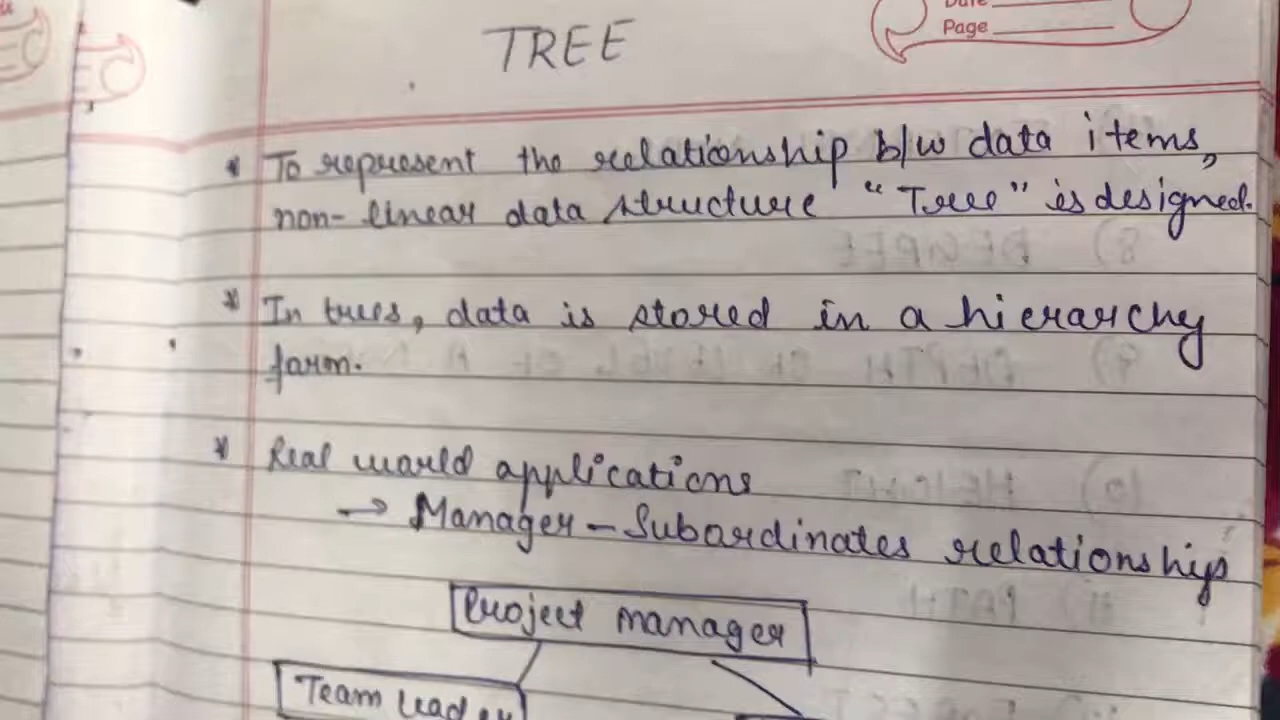 Date
Page
TREE
* To represent the relationship b/w data items,
non-linear data structure "Tree" is designed.
* In trees, data is stored in a hierarchy
form.
* Real world applications
→ Manager - Subordinates relationships
Project manager
Team leader